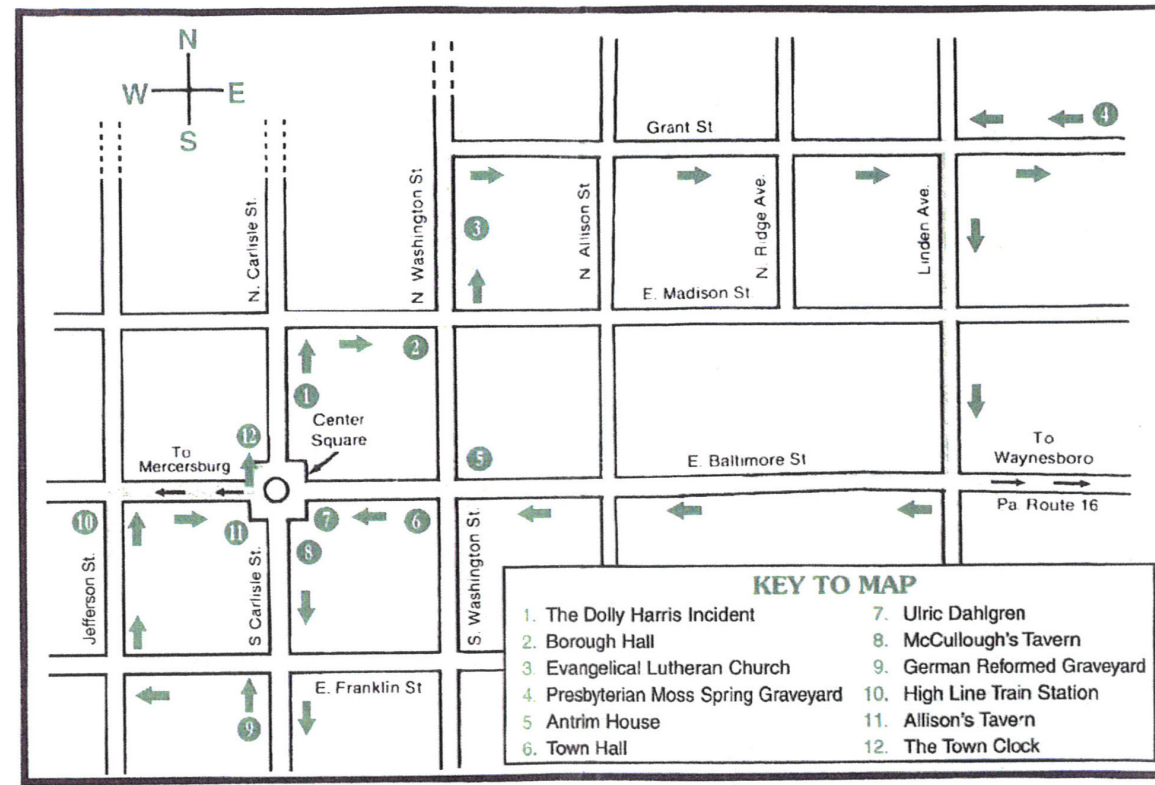 N
W E
S
Grant St
4
N. Carlisle St.
N Washington St
3
N Allison St
N. Ridge Ave.
Linden Ave.
E. Madison St.
2
1
Center
Square
12
To
Mercersburg
5
E. Baltimore St
To
Waynesboro
Pa. Route 16
10
11
7
6
8
Jefferson St.
S Carlisle St.
S. Washington St.
E. Franklin St
9
KEY TO MAP
1. The Dolly Harris Incident
2. Borough Hall
3 Evangelical Lutheran Church
4. Presbyterian Moss Spring Graveyard
5 Antrim House
6. Town Hall
7. Ulric Dahlgren
8. McCullough's Tavern
9. German Reformed Graveyard
10. High Line Train Station
11. Allison's Tavern
12. The Town Clock